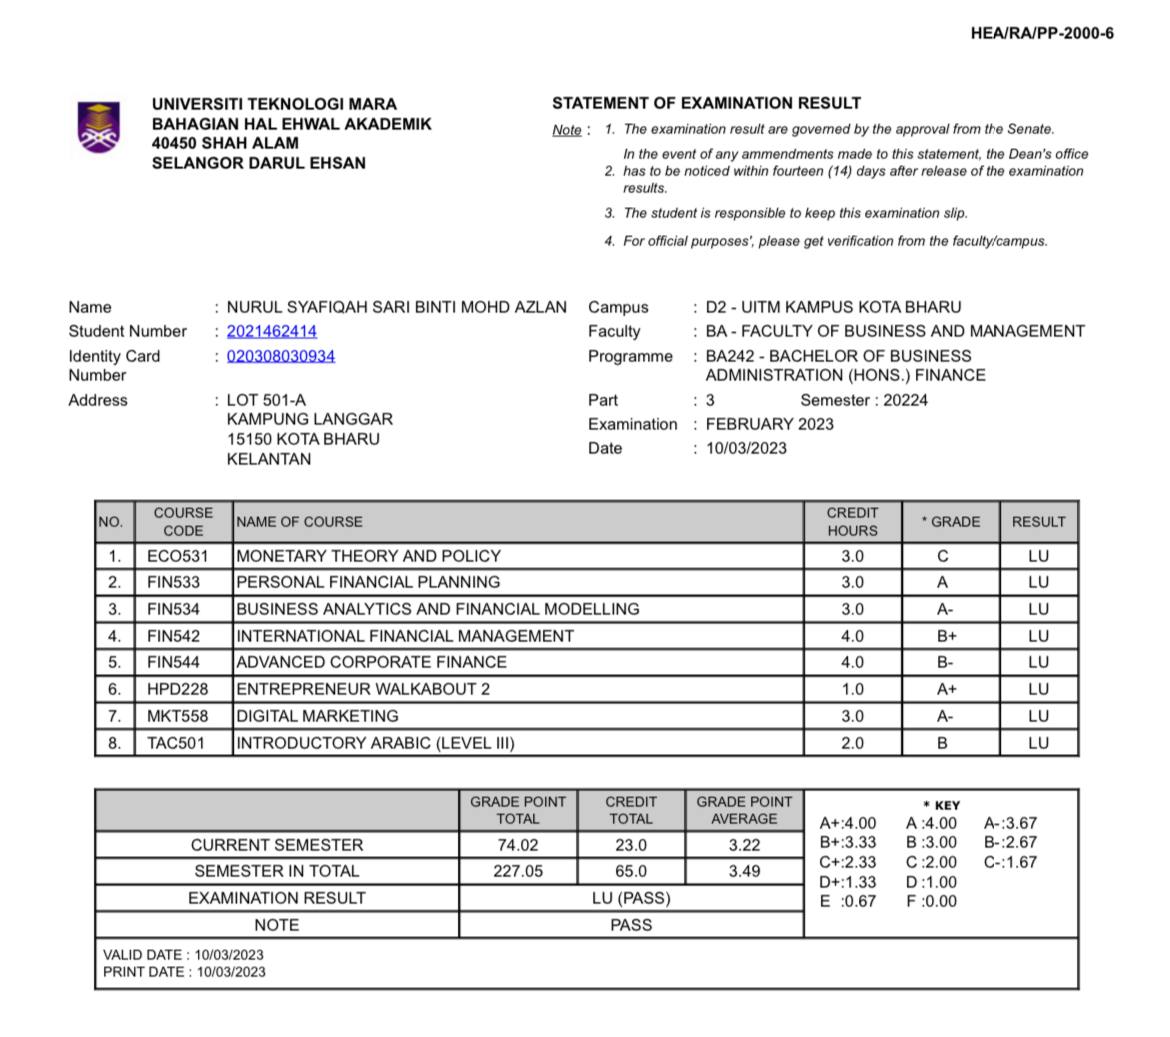 HEA/RA/PP-2000-6
UNIVERSITI TEKNOLOGI MARA
BAHAGIAN HAL EHWAL AKADEMIK
40450 SHAH ALAM
SELANGOR DARUL EHSAN
STATEMENT OF EXAMINATION RESULT
Note : 1. The examination result are governed by the approval from the Senate.
In the event of any ammendments made to this statement, the Dean's office
2. has to be noticed within fourteen (14) days after release of the examination
results.
3. The student is responsible to keep this examination slip.
4. For official purposes', please get verification from the faculty/campus.
Name : NURUL SYAFIQAH SARI BINTI MOHD AZLAN
Student Number : 2021462414
Identity Card : 020308030934
Number
Address : LOT 501-A
KAMPUNG LANGGAR
15150 KOTA BHARU
KELANTAN
Campus : D2 - UITM KAMPUS KOTA BHARU
Faculty : BA - FACULTY OF BUSINESS AND MANAGEMENT
Programme : BA242 - BACHELOR OF BUSINESS
ADMINISTRATION (HONS.) FINANCE
Part : 3 Semester : 20224
Examination : FEBRUARY 2023
Date : 10/03/2023
NO. COURSE CODE NAME OF COURSE CREDIT HOURS * GRADE RESULT
1. ECO531 MONETARY THEORY AND POLICY 3.0 C LU
2. FIN533 PERSONAL FINANCIAL PLANNING 3.0 A LU
3. FIN534 BUSINESS ANALYTICS AND FINANCIAL MODELLING 3.0 A- LU
4. FIN542 INTERNATIONAL FINANCIAL MANAGEMENT 4.0 B+ LU
5. FIN544 ADVANCED CORPORATE FINANCE 4.0 B- LU
6. HPD228 ENTREPRENEUR WALKABOUT 2 1.0 A+ LU
7. MKT558 DIGITAL MARKETING 3.0 A- LU
8. TAC501 INTRODUCTORY ARABIC (LEVEL III) 2.0 B LU
GRADE POINT TOTAL CREDIT TOTAL GRADE POINT AVERAGE
CURRENT SEMESTER 74.02 23.0 3.22
SEMESTER IN TOTAL 227.05 65.0 3.49
EXAMINATION RESULT LU (PASS)
NOTE PASS
* KEY
A+:4.00 A :4.00 A-:3.67
B+:3.33 B :3.00 B-:2.67
C+:2.33 C :2.00 C-:1.67
D+:1.33 D :1.00
E :0.67 F :0.00
VALID DATE : 10/03/2023
PRINT DATE : 10/03/2023